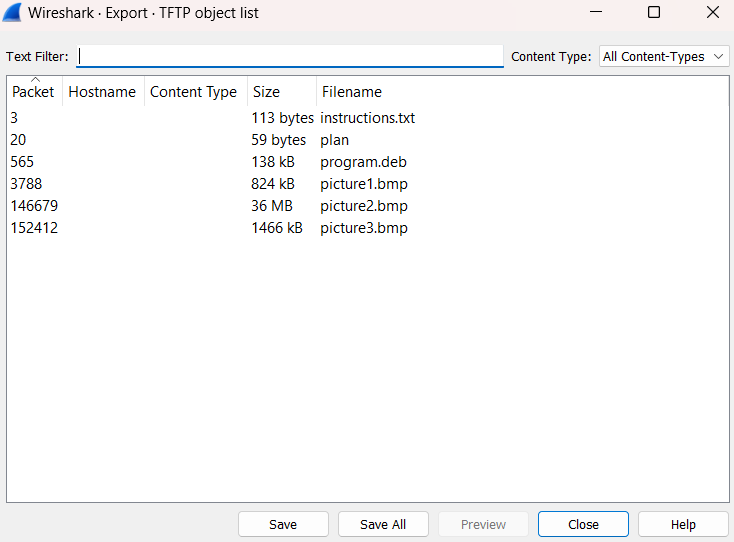 Wireshark · Export · TFTP object list
Text Filter: Content Type: All Content-Types
Packet Hostname Content Type Size Filename
3 113 bytes instructions.txt
20 59 bytes plan
565 138 kB program.deb
3788 824 kB picture1.bmp
146679 36 MB picture2.bmp
152412 1466 kB picture3.bmp
Save Save All Preview Close Help